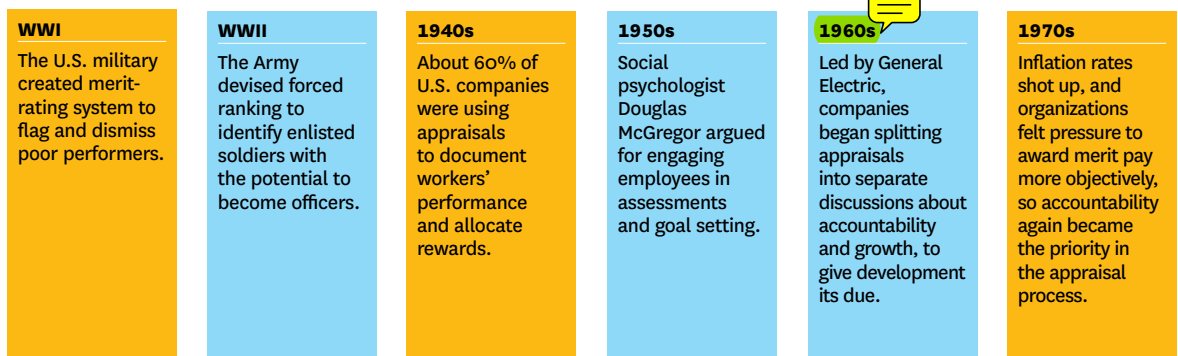 WWI
The U.S. military
created merit-
rating system to
flag and dismiss
poor performers.
WWII
The Army
devised forced
ranking to
identify enlisted
soldiers with
the potential to
become officers.
1940s
About 60% of
U.S. companies
were using
appraisals
to document
workers’
performance
and allocate
rewards.
1950s
Social
psychologist
Douglas
McGregor argued
for engaging
employees in
assessments
and goal setting.
1960s
Led by General
Electric,
companies
began splitting
appraisals
into separate
discussions about
accountability
and growth, to
give development
its due.
1970s
Inflation rates
shot up, and
organizations
felt pressure to
award merit pay
more objectively,
so accountability
again became
the priority in
the appraisal
process.